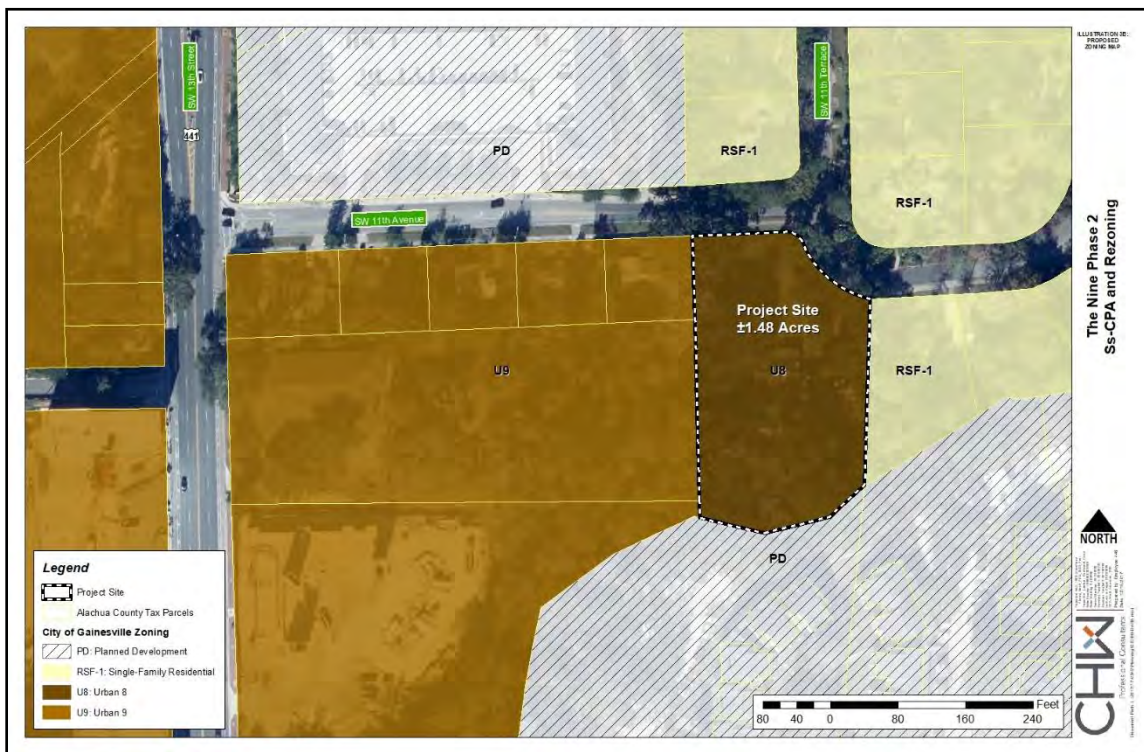 ILLUSTRATION 3B:
PROPOSED
ZONING MAP
SW 13th Street
441
SW 11th Terrace
PD
RSF-1
RSF-1
SW 11th Avenue
Project Site
±1.48 Acres
U9
U8
RSF-1
PD
The Nine Phase 2
Ss-CPA and Rezoning
NORTH
CHW
Professional Consultants
Legend
Project Site
Alachua County Tax Parcels
City of Gainesville Zoning
PD: Planned Development
RSF-1: Single-Family Residential
U8: Urban 8
U9: Urban 9
Feet
80 40 0 80 160 240